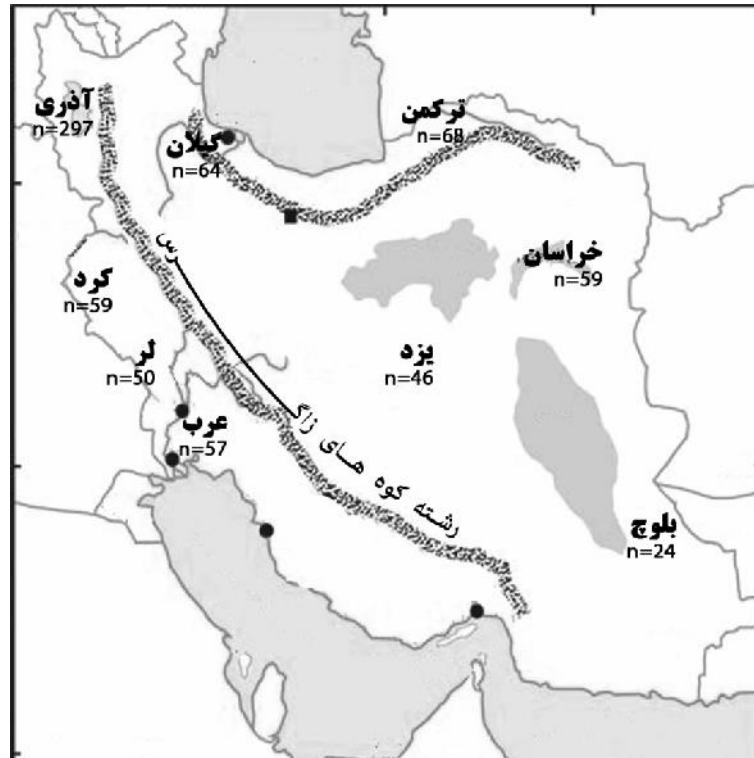 آذری
n=297
ترکمن
n=68
گیلان
n=64
خراسان
n=59
کرد
n=59
لر
n=50
یزد
n=46
عرب
n=57
رشته کوه های زاگرس
بلوچ
n=24